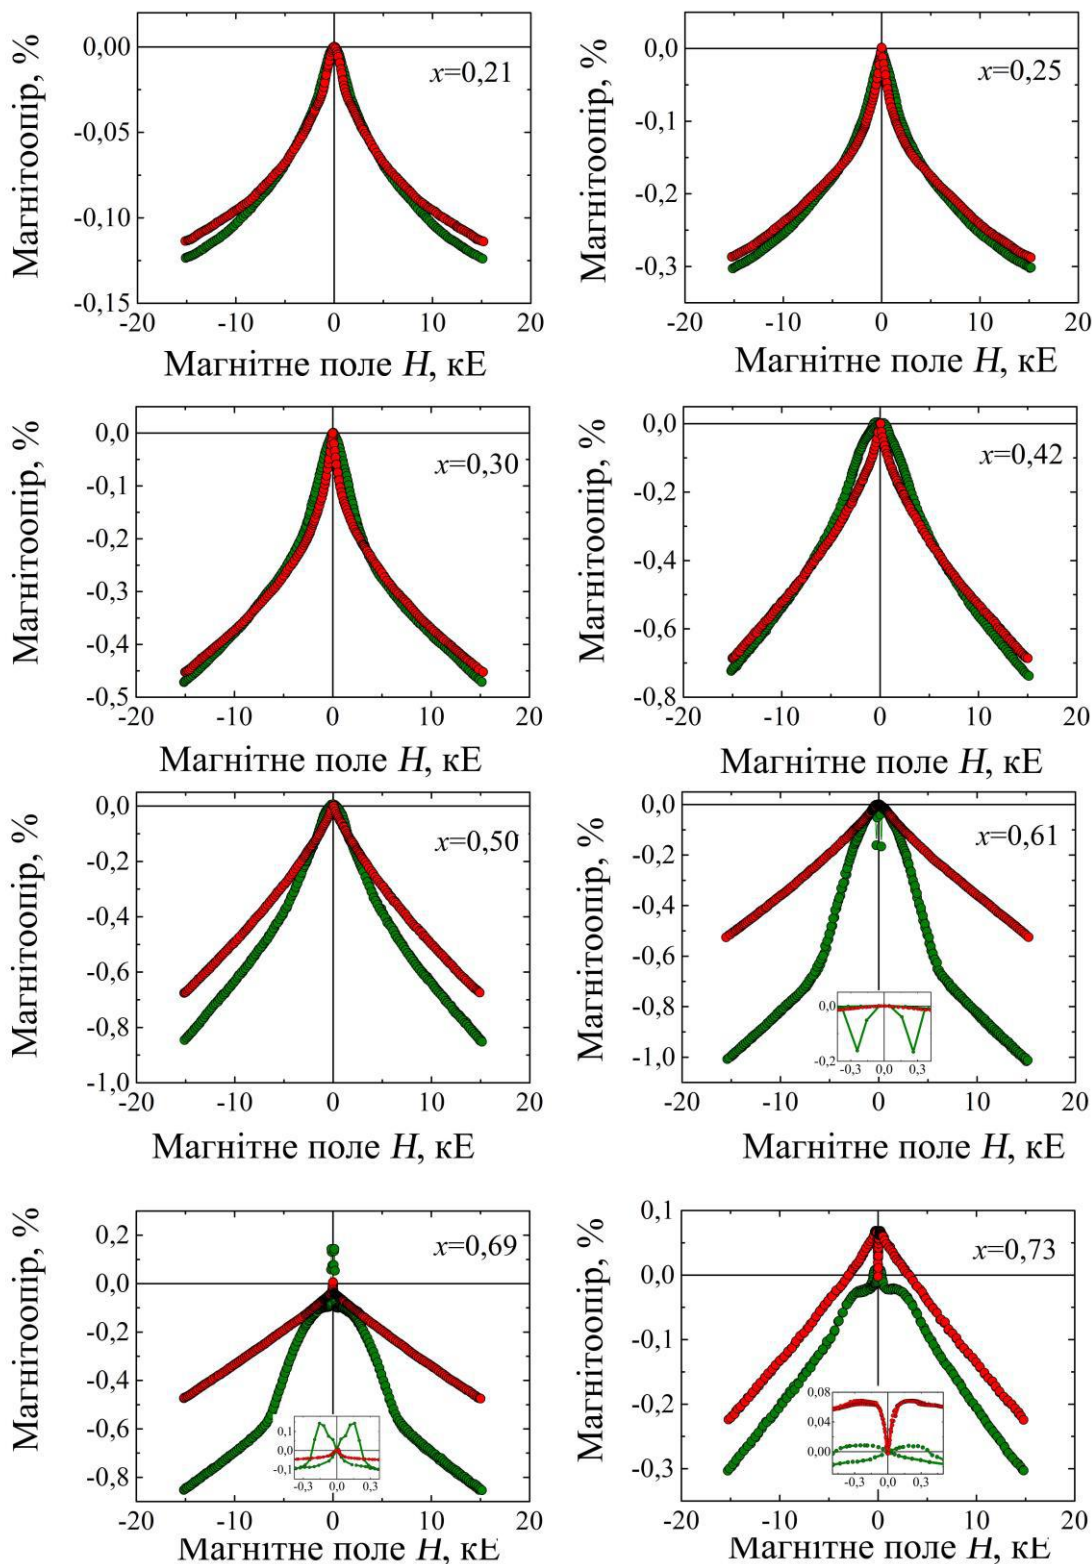 Магнітоопір, %
0,00
-0,05
-0,10
-0,15
x=0,21
-20 -10 0 10 20
Магнітне поле H, кЕ
Магнітоопір, %
0,0
-0,1
-0,2
-0,3
x=0,25
-20 -10 0 10 20
Магнітне поле H, кЕ
Магнітоопір, %
0,0
-0,1
-0,2
-0,3
-0,4
-0,5
x=0,30
-20 -10 0 10 20
Магнітне поле H, кЕ
Магнітоопір, %
0,0
-0,2
-0,4
-0,6
-0,8
x=0,42
-20 -10 0 10 20
Магнітне поле H, кЕ
Магнітоопір, %
0,0
-0,2
-0,4
-0,6
-0,8
-1,0
x=0,50
-20 -10 0 10 20
Магнітне поле H, кЕ
Магнітоопір, %
0,0
-0,2
-0,4
-0,6
-0,8
-1,0
x=0,61
0,0
-0,2
-0,3 0,0 0,3
-20 -10 0 10 20
Магнітне поле H, кЕ
Магнітоопір, %
0,2
0,0
-0,2
-0,4
-0,6
-0,8
x=0,69
0,1
0,0
-0,1
-0,3 0,0 0,3
-20 -10 0 10 20
Магнітне поле H, кЕ
Магнітоопір, %
0,1
0,0
-0,1
-0,2
-0,3
x=0,73
0,08
0,04
0,00
-0,3 0,0 0,3
-20 -10 0 10 20
Магнітне поле H, кЕ